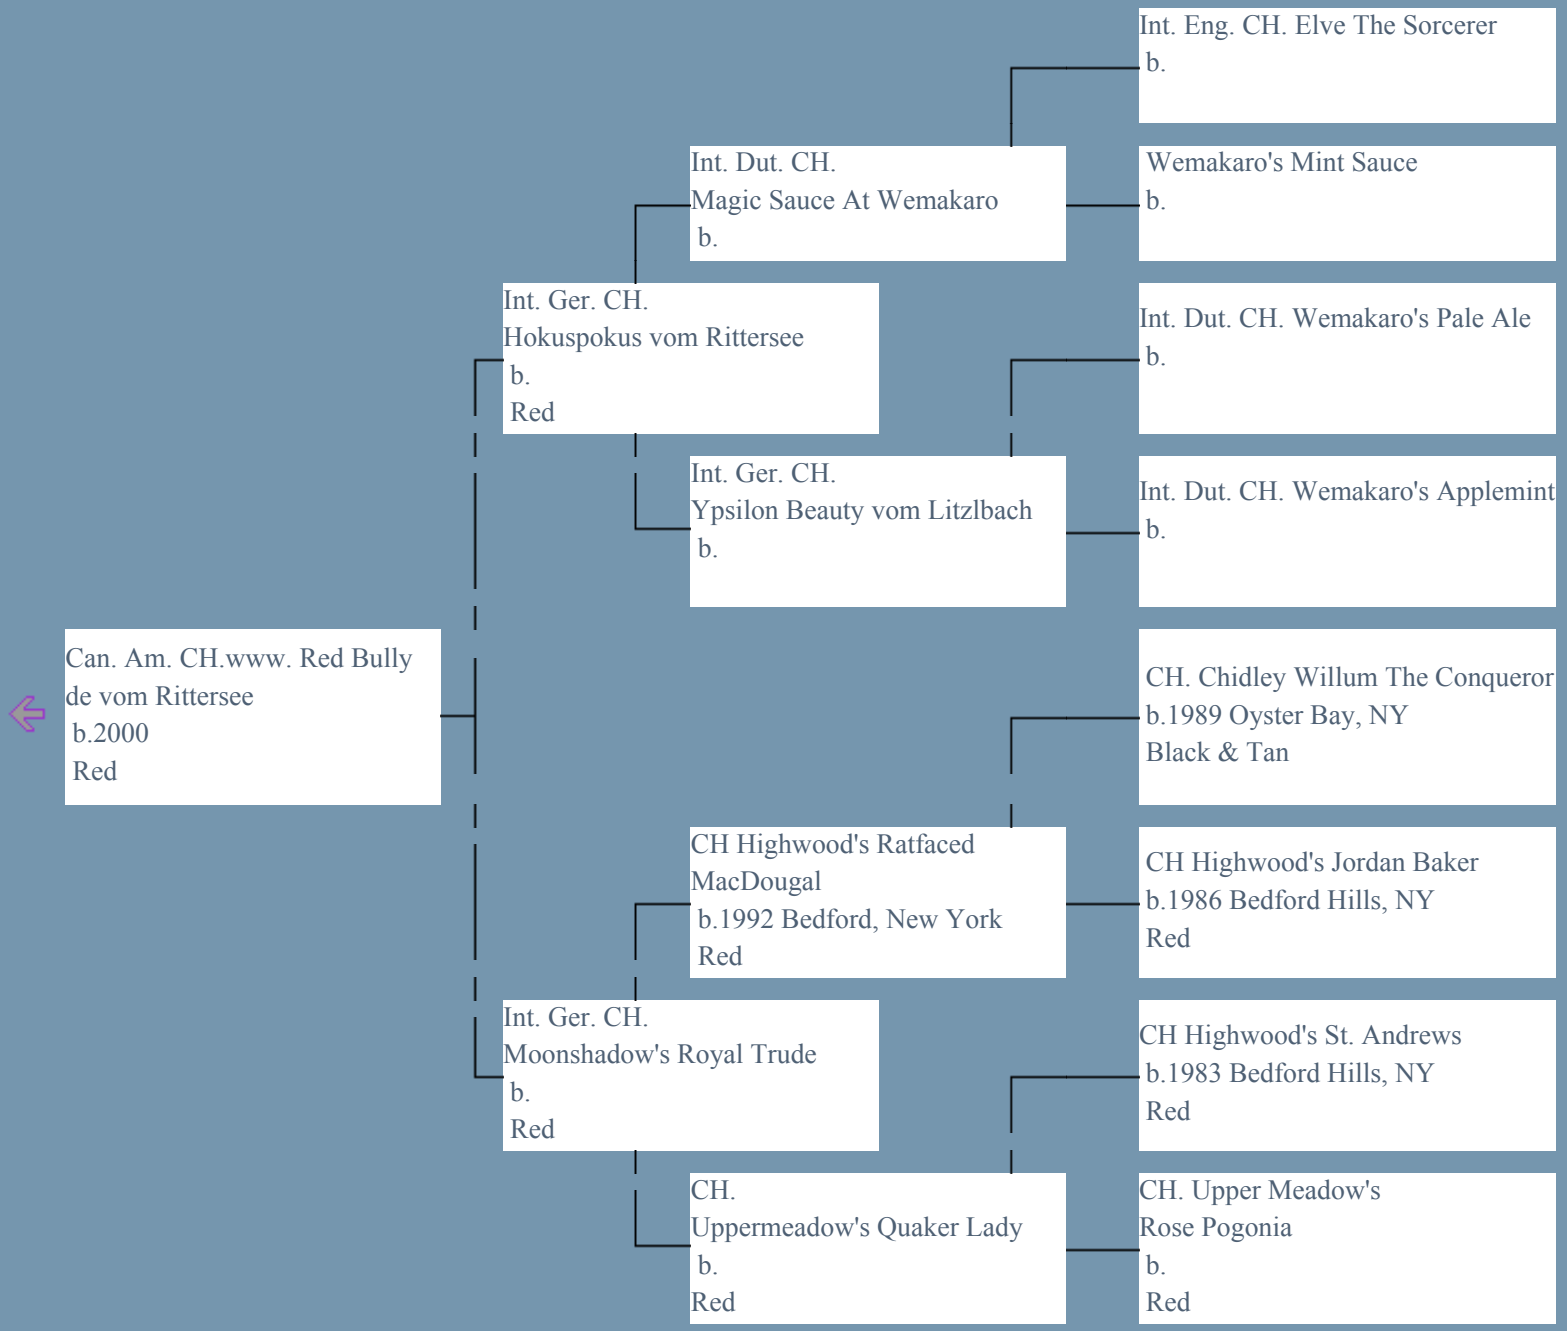 Int. Eng. CH. Elve The Sorcerer
b.
Int. Dut. CH.
Magic Sauce At Wemakaro
b.
Wemakaro's Mint Sauce
b.
Int. Ger. CH.
Hokuspokus vom Rittersee
b.
Red
Int. Dut. CH. Wemakaro's Pale Ale
b.
Int. Ger. CH.
Ypsilon Beauty vom Litzlbach
b.
Int. Dut. CH. Wemakaro's Applemint
b.
Can. Am. CH.www. Red Bully
de vom Rittersee
b.2000
Red
CH. Chidley Willum The Conqueror
b.1989 Oyster Bay, NY
Black & Tan
CH Highwood's Ratfaced
MacDougal
b.1992 Bedford, New York
Red
CH Highwood's Jordan Baker
b.1986 Bedford Hills, NY
Red
Int. Ger. CH.
Moonshadow's Royal Trude
b.
Red
CH Highwood's St. Andrews
b.1983 Bedford Hills, NY
Red
CH.
Uppermeadow's Quaker Lady
b.
Red
CH. Upper Meadow's
Rose Pogonia
b.
Red